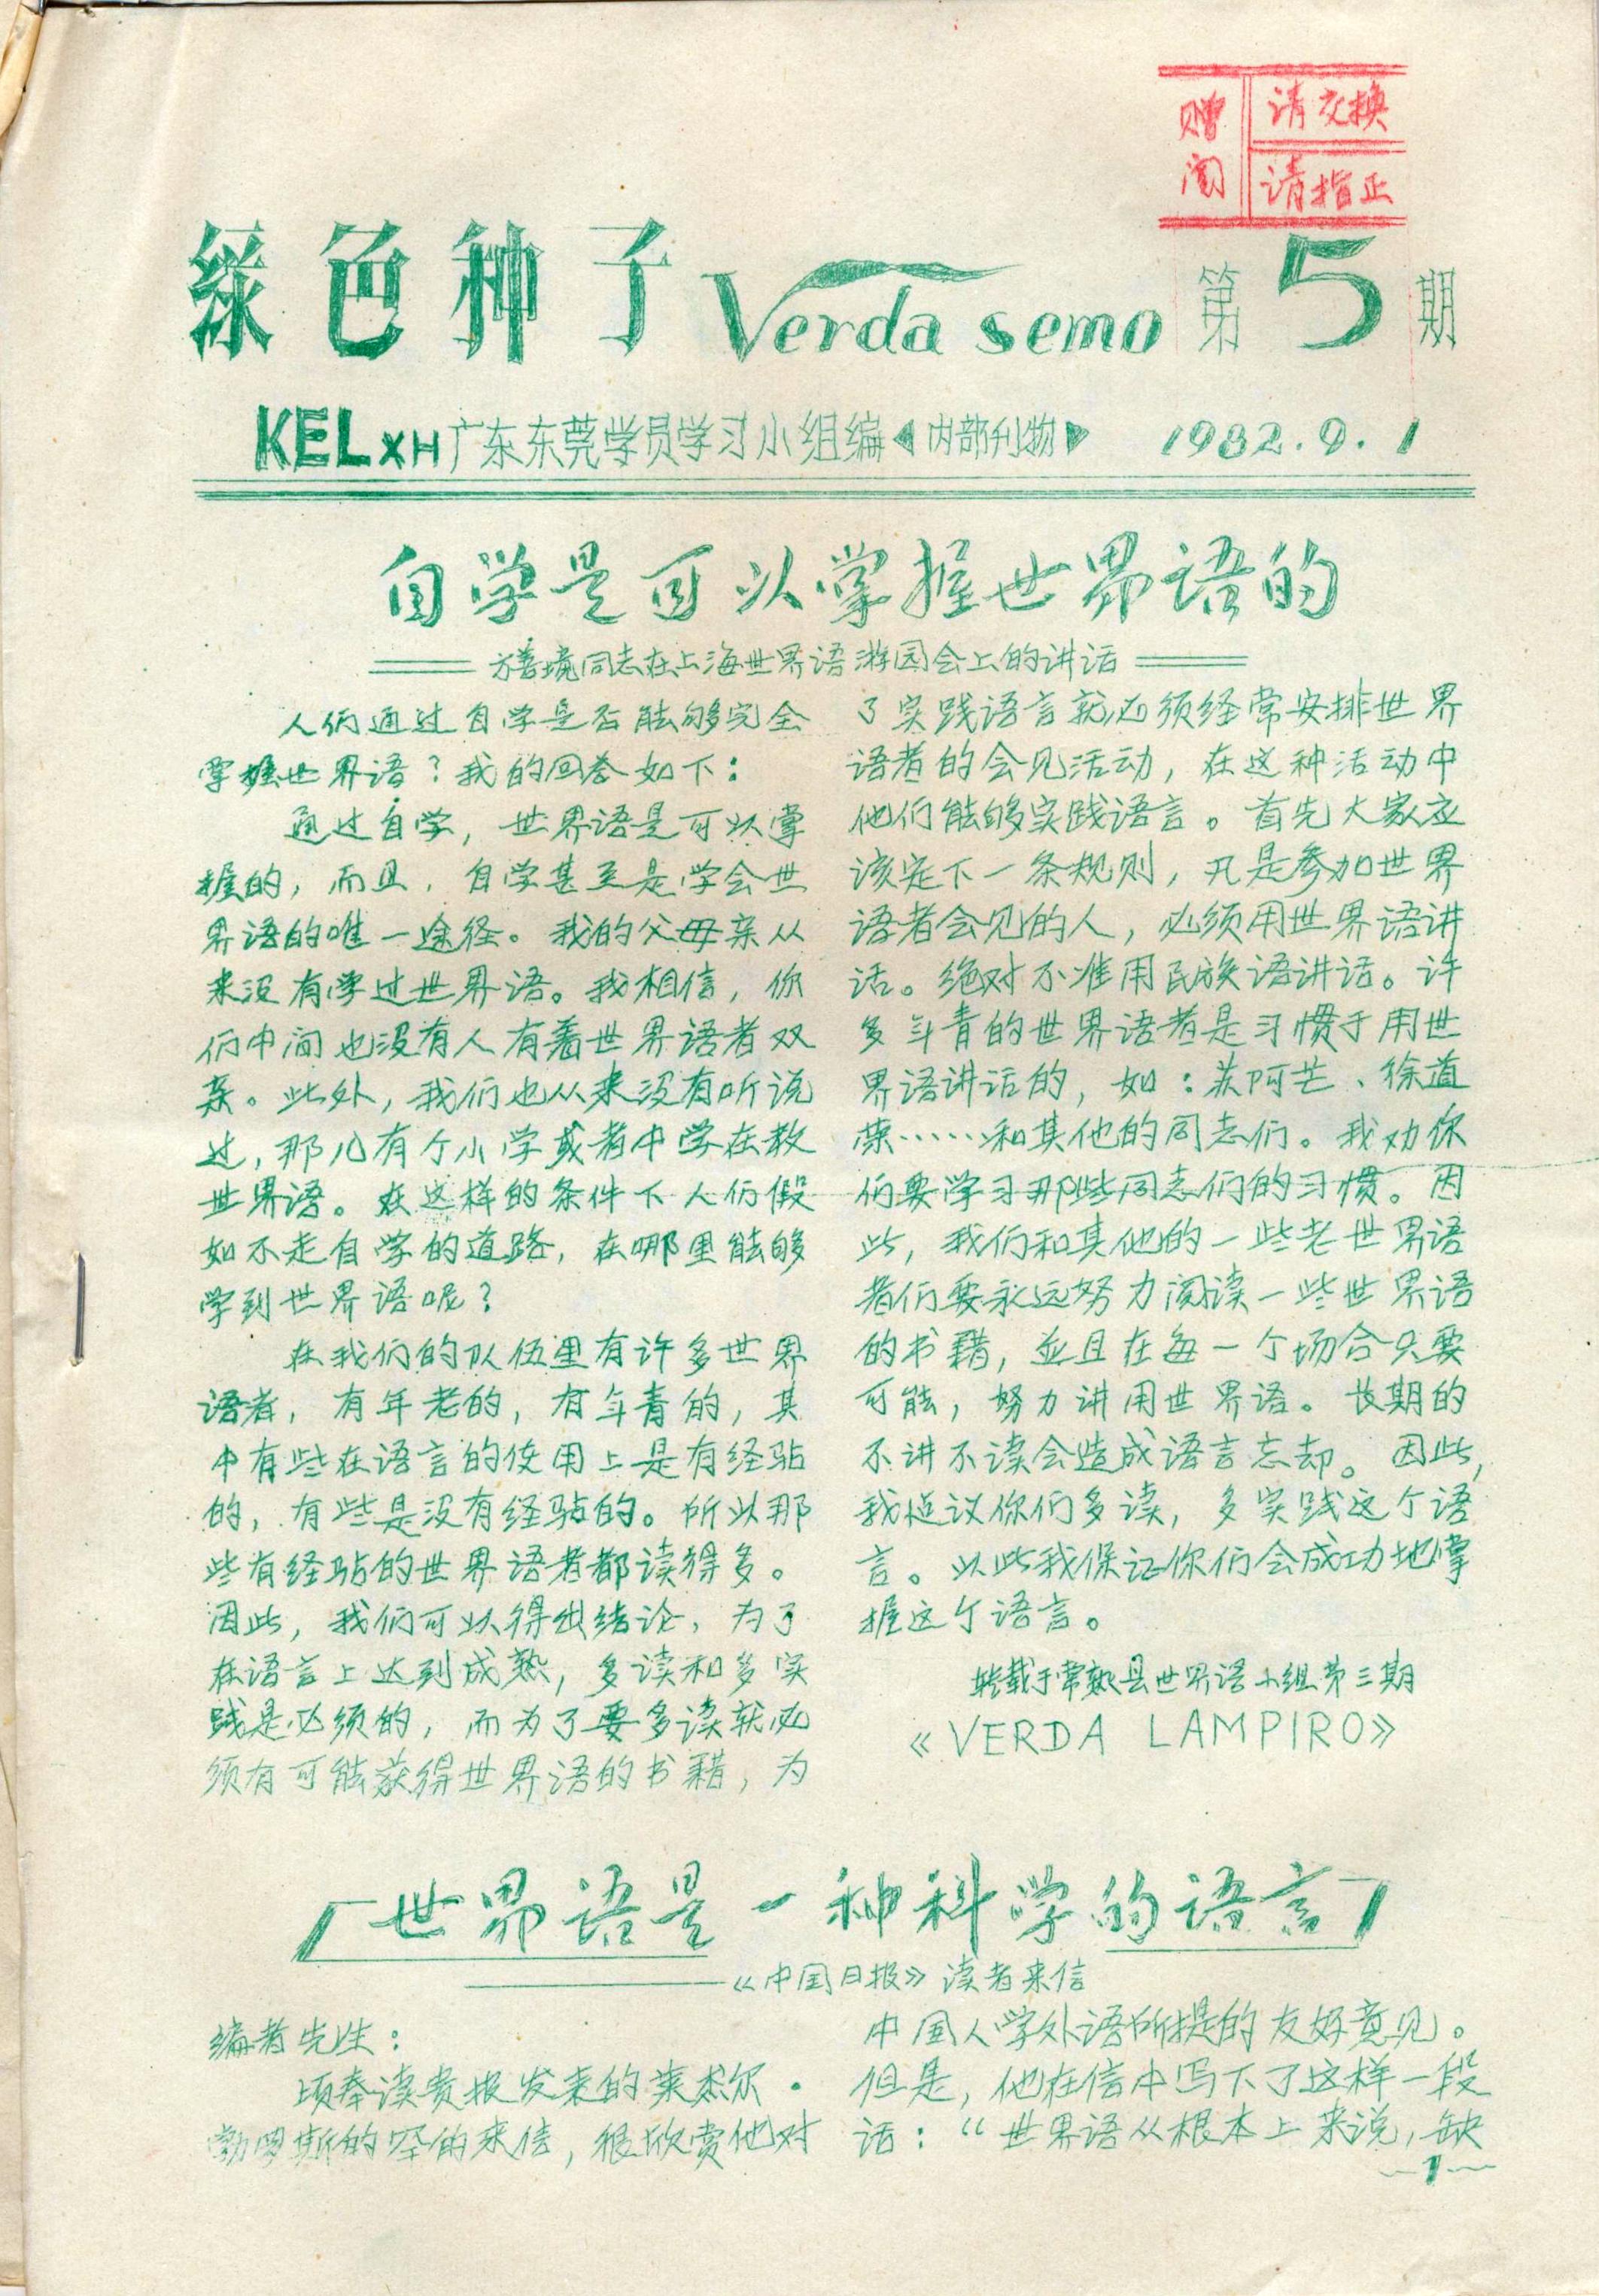 赠阅
请交换
请指正
绿色种子 Verda semo 第5期
KELXH广东东莞学员学习小组编◀内部刊物▶ 1982.9.1
自学是可以掌握世界语的
方善境同志在上海世界语游园会上的讲话
人们通过自学是否能够完全
掌握世界语？我的回答如下：
通过自学，世界语是可以掌
握的，而且，自学甚至是学会世
界语的唯一途径。我的父母亲从
来没有学过世界语。我相信，你
们中间也没有人有着世界语者双
亲。此外，我们也从来没有听说
过，那儿有个小学或者中学在教
世界语。在这样的条件下人们假
如不走自学的道路，在哪里能够
学到世界语呢？
在我们的队伍里有许多世界
语者，有年老的，有年青的，其
中有些在语言的使用上是有经验
的，有些是没有经验的。所以那
些有经验的世界语者都读得多。
因此，我们可以得出结论，为了
在语言上达到成熟，多读和多实
践是必须的，而为了要多读就必
须有可能获得世界语的书籍，为
了实践语言就必须经常安排世界
语者的会见活动，在这种活动中
他们能够实践语言。首先大家应
该定下一条规则，凡是参加世界
语者会见的人，必须用世界语讲
话。绝对不准用民族语讲话。许
多年青的世界语者是习惯于用世
界语讲话的，如：苏阿芒、徐道
荣……和其他的同志们。我劝你
们要学习那些同志们的习惯。因
此，我们和其他的一些老世界语
者们要永远努力阅读一些世界语
的书籍，並且在每一个场合只要
可能，努力讲用世界语。长期的
不讲不读会造成语言忘却。因此，
我建议你们多读，多实践这个语
言。以此我保证你们会成功地掌
握这个语言。
转载于常熟县世界语小组第三期
《VERDA LAMPIRO》
世界语是一种科学的语言
《中国日报》读者来信
编者先生：
顷奉读贵报发表的莱杰尔·
勃罗斯的来信，很欣赏他对
中国人学外语所提的友好意见。
但是，他在信中写下了这样一段
话：“世界语从根本上来说，缺
—1—